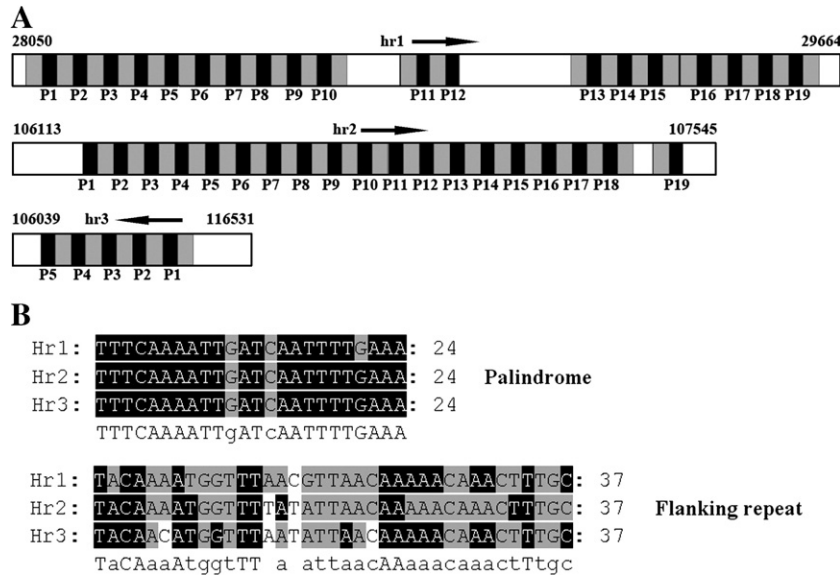 A
28050 hr1 29664
P1 P2 P3 P4 P5 P6 P7 P8 P9 P10 P11 P12 P13 P14 P15 P16 P17 P18 P19
106113 hr2 107545
P1 P2 P3 P4 P5 P6 P7 P8 P9 P10 P11 P12 P13 P14 P15 P16 P17 P18 P19
106039 hr3 116531
P5 P4 P3 P2 P1
B
Hr1: TTTCAAAATTGATCAATTTTGAAA: 24
Hr2: TTTCAAAATTGATCAATTTTGAAA: 24 Palindrome
Hr3: TTTCAAAATTGATCAATTTTGAAA: 24
TTTCAAAATTgATcAATTTTGAAA
Hr1: TACAAAATGGTTTAACGTTAACAAAAACAAACTTTGC: 37
Hr2: TACAAAATGGTTTTATATTAACAAAAACAAACTTTGC: 37 Flanking repeat
Hr3: TACAACATGGTTTAATATTAACAAAAACAAACTTTGC: 37
TaCAaaAtggtTT a attaacAAaaacaaactTtgc